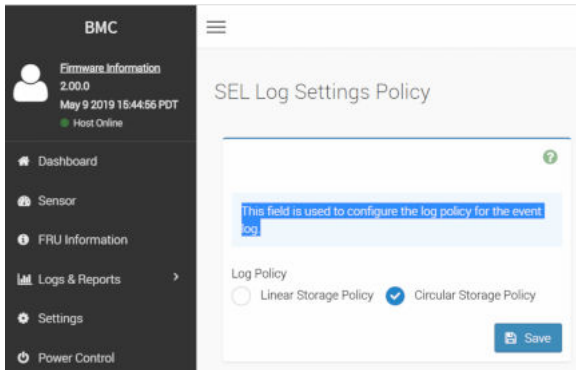 BMC
Firmware Information
2.00.0
May 9 2019 15:44:56 PDT
Host Online
Dashboard
Sensor
FRU Information
Logs & Reports
Settings
Power Control
SEL Log Settings Policy
This field is used to configure the log policy for the event
log.
Log Policy
Linear Storage Policy Circular Storage Policy
Save